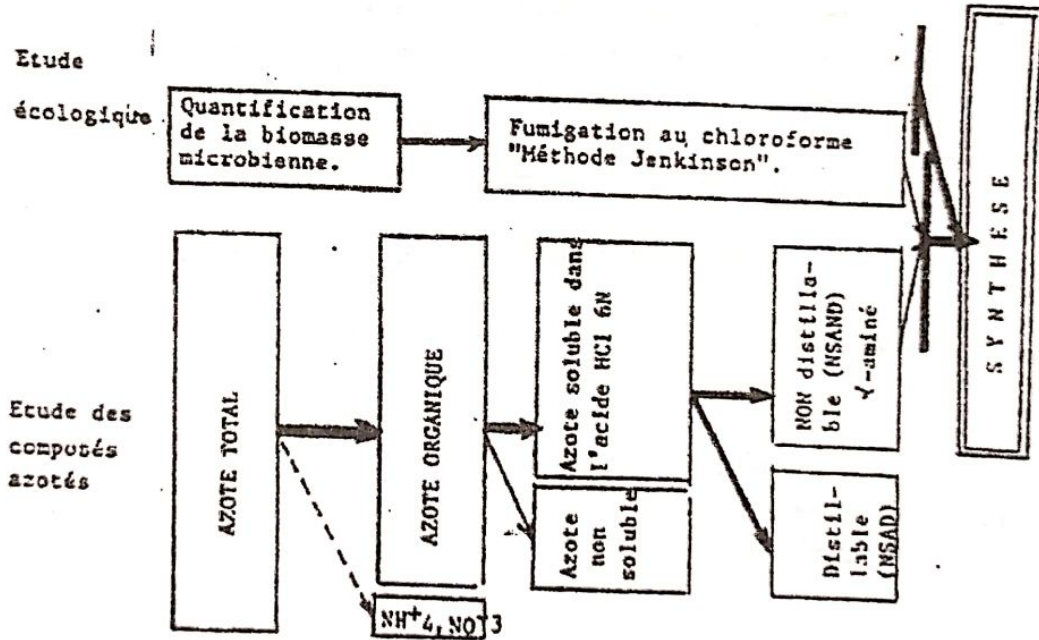 Etude
écologique
Quantification
de la biomasse
microbienne.
Fumigation au chloroforme
"Méthode Jenkinson".
Etude des
composés
azotés
AZOTE TOTAL
AZOTE ORGANIQUE
NH+4, NO-3
Azote soluble dans
l'acide HCl 6N
Azote
non
soluble
NON distilla-
ble (NSAND)
√-aminé
Distil-
lable
(NSAD)
SYNTHESE